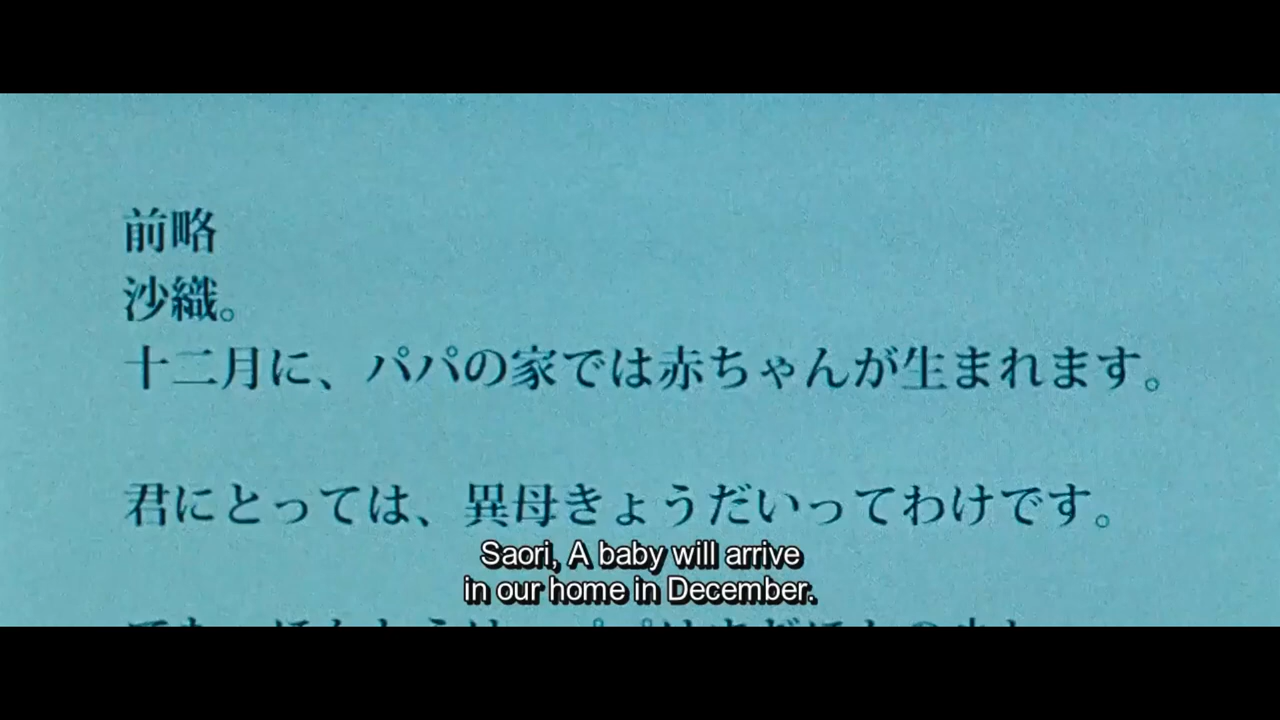 前略
沙織。
十二月に、パパの家では赤ちゃんが生まれます。
君にとっては、異母きょうだいってわけです。
Saori, A baby will arrive
in our home in December.